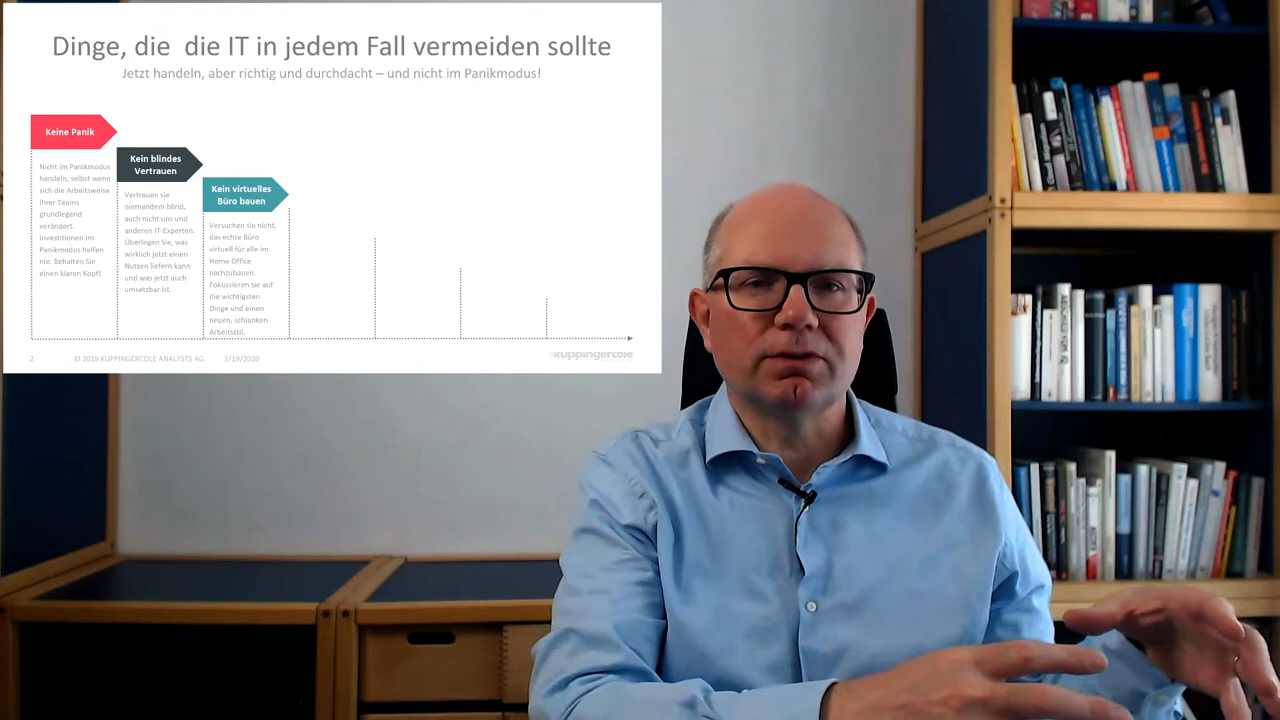 Dinge, die die IT in jedem Fall vermeiden sollte
Jetzt handeln, aber richtig und durchdacht – und nicht im Panikmodus!
Keine Panik
Nicht im Panikmodus
handeln, selbst wenn
sich die Arbeitsweise
ihrer Teams
grundlegend
verändert.
Investitionen im
Panikmodus helfen
nie. Behalten Sie
einen klaren Kopf!
Kein blindes
Vertrauen
Vertrauen sie
niemandem blind,
auch nicht uns und
anderen IT-Experten.
Überlegen Sie, was
wirklich jetzt einen
Nutzen liefern kann
und was jetzt auch
umsetzbar ist.
Kein virtuelles
Büro bauen
Versuchen sie nicht,
das echte Büro
virtuell für alle im
Home Office
nachzubauen.
Fokussieren sie auf
die wichtigsten
Dinge und einen
neuen, schlanken
Arbeitsstil.
2 © 2019 KUPPINGERCOLE ANALYSTS AG 3/19/2020
kuppingercole